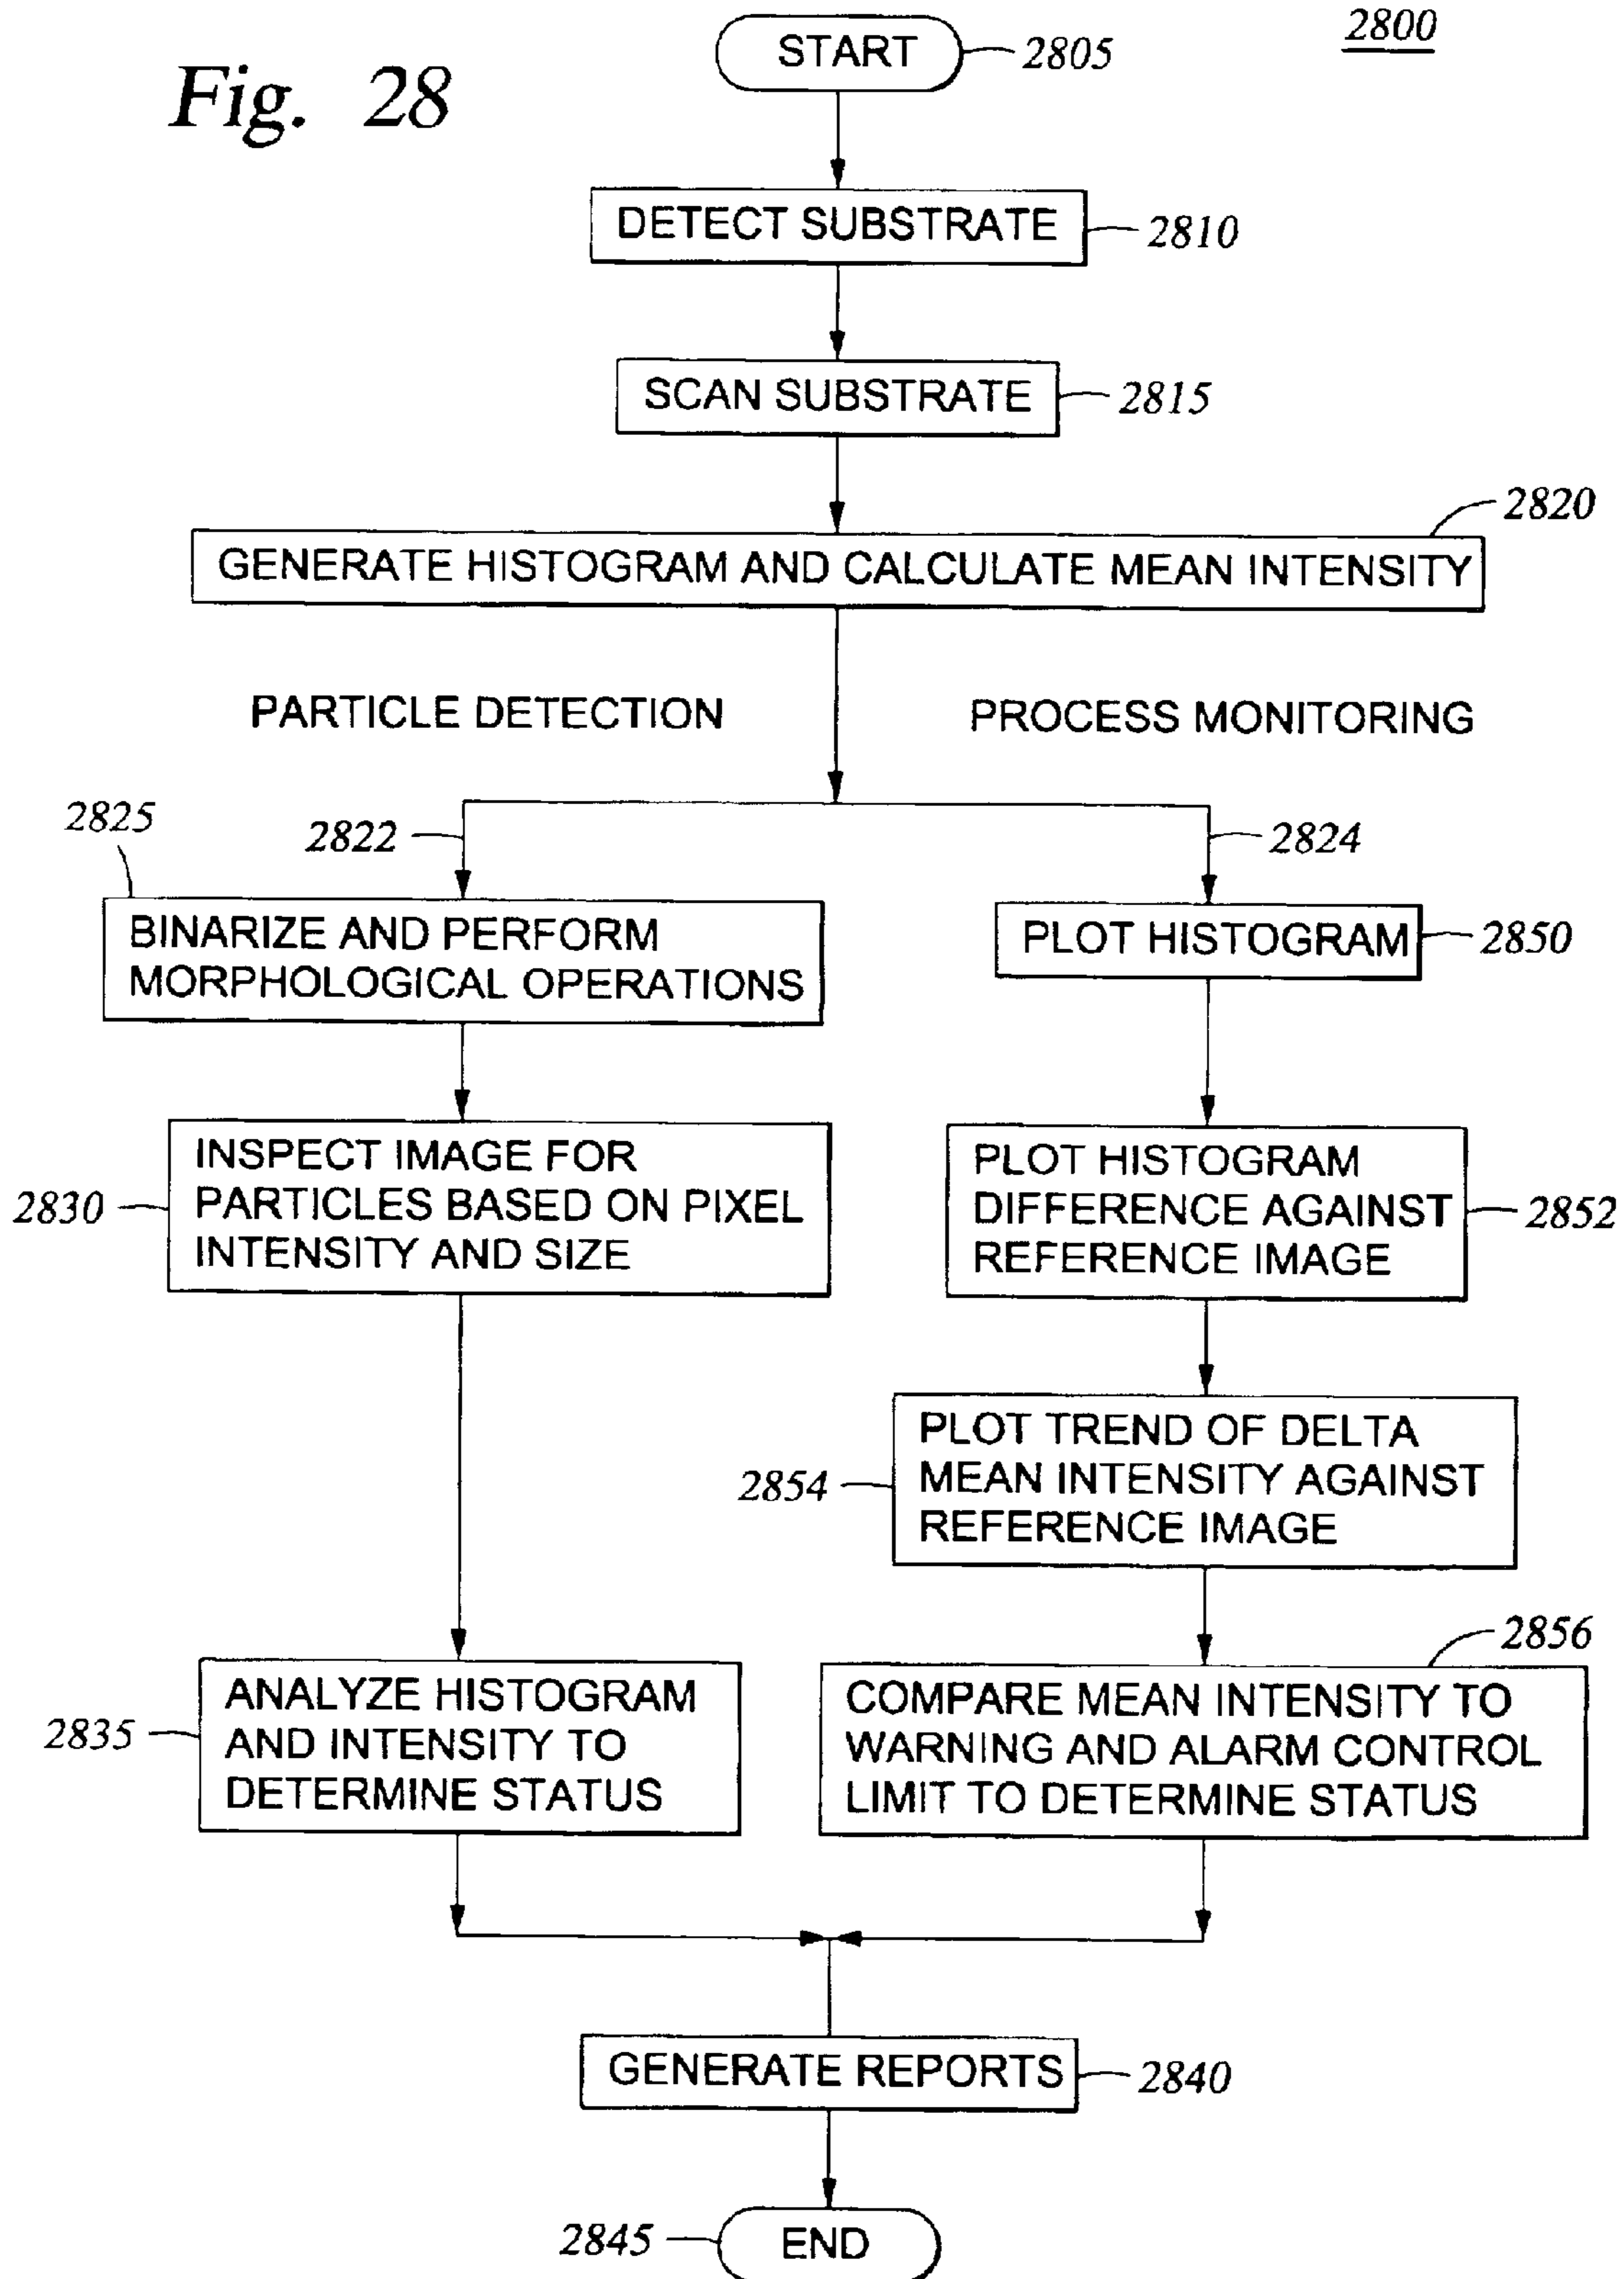 Fig. 28
2800
START
2805
DETECT SUBSTRATE
2810
SCAN SUBSTRATE
2815
2820
GENERATE HISTOGRAM AND CALCULATE MEAN INTENSITY
PARTICLE DETECTION
PROCESS MONITORING
2825
2822
2824
BINARIZE AND PERFORM
MORPHOLOGICAL OPERATIONS
PLOT HISTOGRAM
2850
2830
INSPECT IMAGE FOR
PARTICLES BASED ON PIXEL
INTENSITY AND SIZE
PLOT HISTOGRAM
DIFFERENCE AGAINST
REFERENCE IMAGE
2852
2854
PLOT TREND OF DELTA
MEAN INTENSITY AGAINST
REFERENCE IMAGE
2835
ANALYZE HISTOGRAM
AND INTENSITY TO
DETERMINE STATUS
2856
COMPARE MEAN INTENSITY TO
WARNING AND ALARM CONTROL
LIMIT TO DETERMINE STATUS
GENERATE REPORTS
2840
2845
END